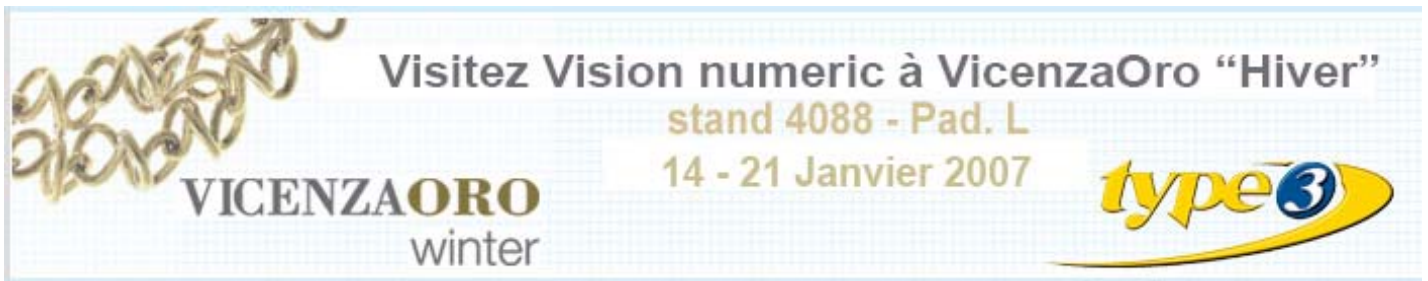 Visitez Vision numeric à VicenzaOro “Hiver”
stand 4088 - Pad. L
14 - 21 Janvier 2007
VICENZAORO
winter
type3